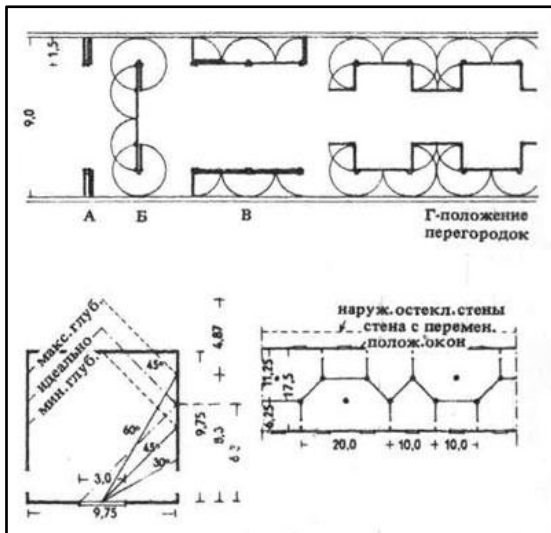 1,5
9,0
А Б В Г-положение
перегородок
макс. глуб.
идеально
мин. глуб.
45°
60°
45°
30°
3,0
9,75
4,87
9,75
8,3
6,3
наруж. остекл. стены
стена с перемен.
полож. окон
11,25
17,5
6,25
20,0 10,0 10,0